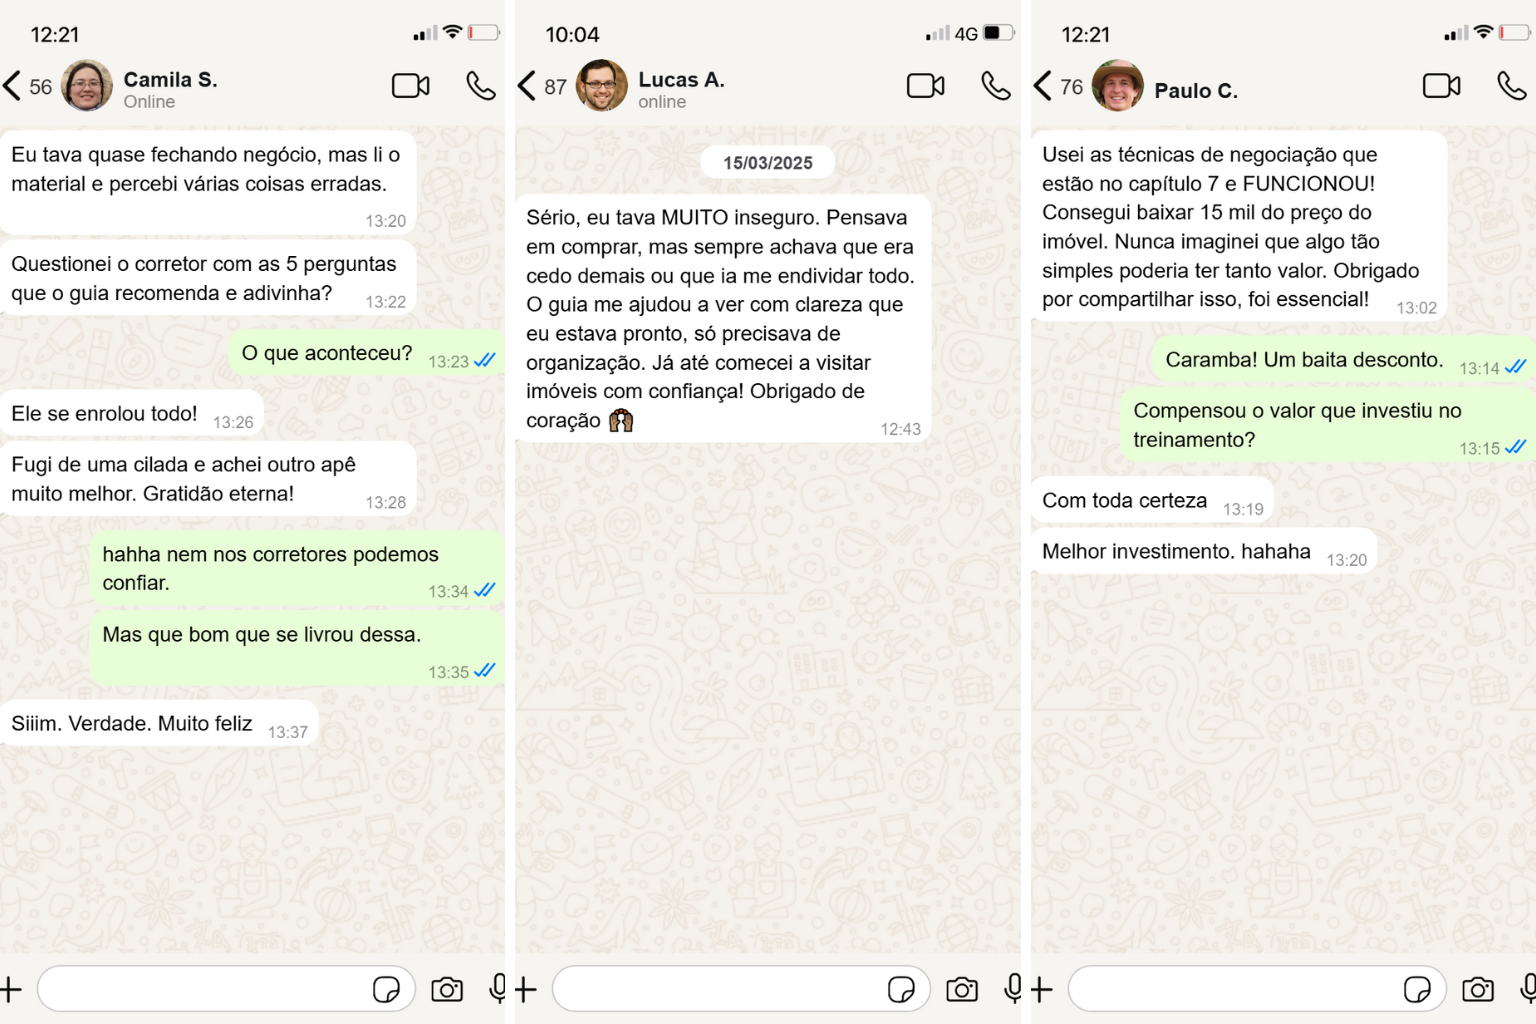 12:21
56
Camila S.
Online
Eu tava quase fechando negócio, mas li o
material e percebi várias coisas erradas.
13:20
Questionei o corretor com as 5 perguntas
que o guia recomenda e adivinha?
13:22
O que aconteceu?
13:23
Ele se enrolou todo!
13:26
Fugi de uma cilada e achei outro apê
muito melhor. Gratidão eterna!
13:28
hahha nem nos corretores podemos
confiar.
13:34
Mas que bom que se livrou dessa.
13:35
Siiim. Verdade. Muito feliz
13:37
10:04
4G
87
Lucas A.
online
15/03/2025
Sério, eu tava MUITO inseguro. Pensava
em comprar, mas sempre achava que era
cedo demais ou que ia me endividar todo.
O guia me ajudou a ver com clareza que
eu estava pronto, só precisava de
organização. Já até comecei a visitar
imóveis com confiança! Obrigado de
coração
12:43
12:21
76
Paulo C.
Usei as técnicas de negociação que
estão no capítulo 7 e FUNCIONOU!
Consegui baixar 15 mil do preço do
imóvel. Nunca imaginei que algo tão
simples poderia ter tanto valor. Obrigado
por compartilhar isso, foi essencial!
13:02
Caramba! Um baita desconto.
13:14
Compensou o valor que investiu no
treinamento?
13:15
Com toda certeza
13:19
Melhor investimento. hahaha
13:20